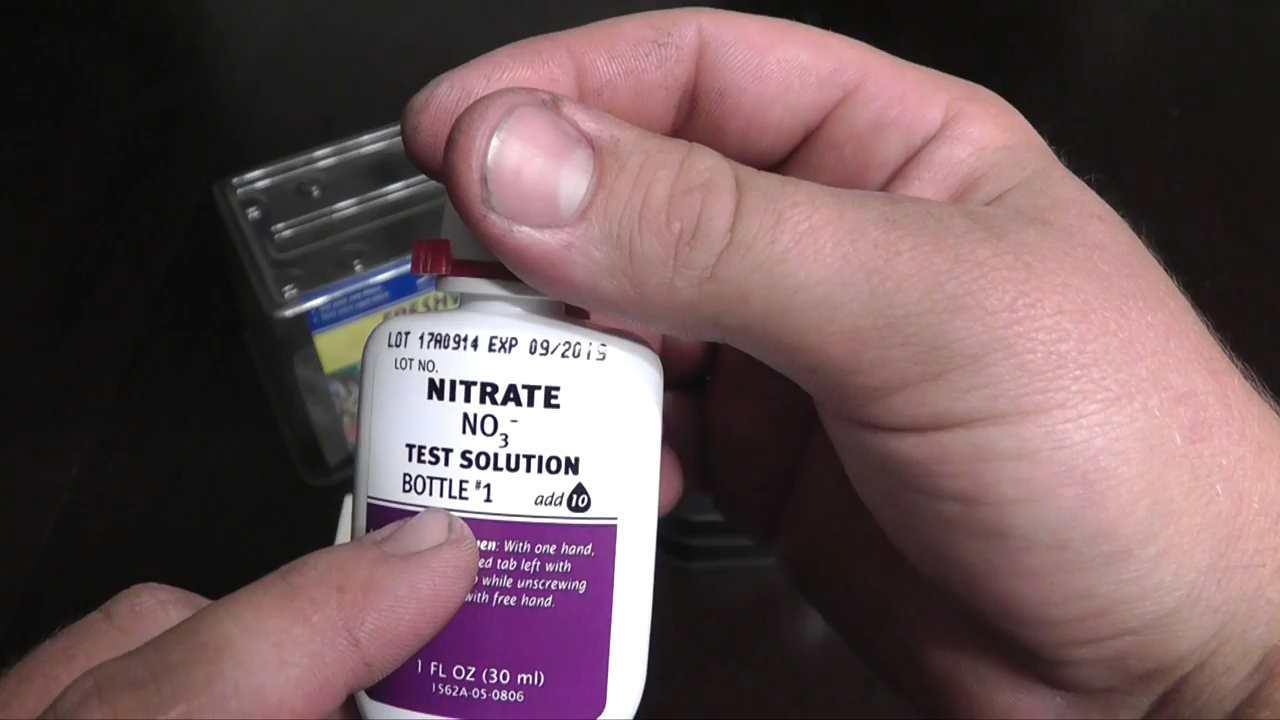 FRESHW
LOT 17A0914 EXP 09/2019
LOT NO.
NITRATE
NO₃⁻
TEST SOLUTION
BOTTLE #1
add 10
: With one hand,
tab left with
while unscrewing
with free hand.
1 FL OZ (30 ml)
1562A-05-0806